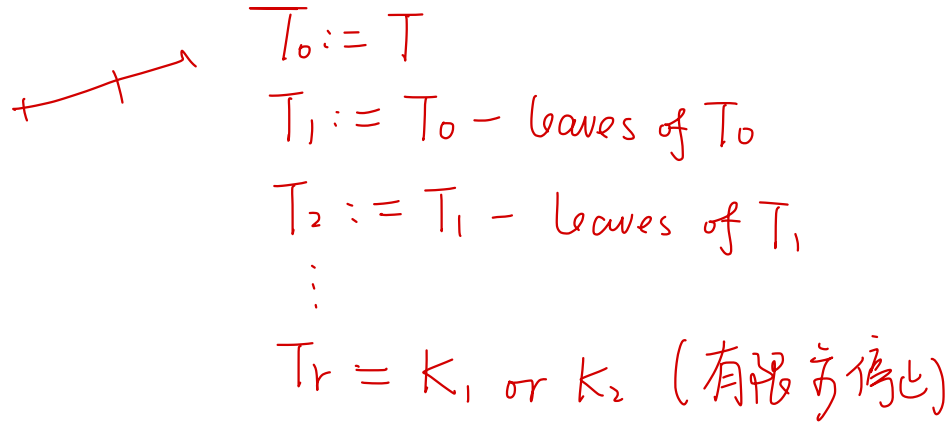 T₀ := T
T₁ := T₀ - leaves of T₀
T₂ := T₁ - leaves of T₁
⋮
Tᵣ = K₁ or K₂ (有限步停止)